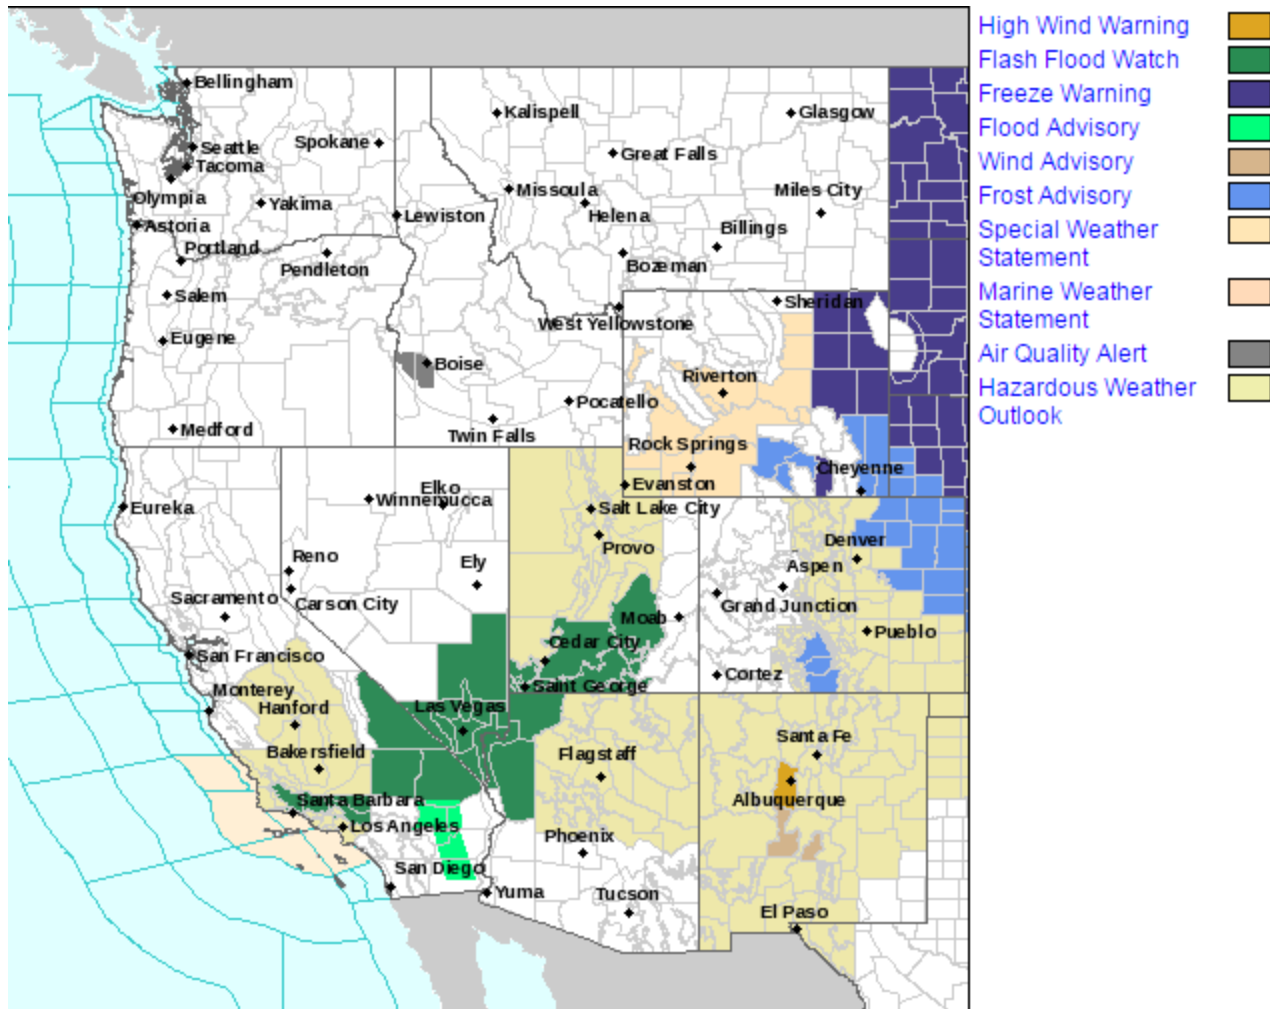 High Wind Warning
Flash Flood Watch
Freeze Warning
Flood Advisory
Wind Advisory
Frost Advisory
Special Weather
Statement
Marine Weather
Statement
Air Quality Alert
Hazardous Weather
Outlook
Bellingham
Kalispell
Glasgow
Seattle
Spokane
Great Falls
Tacoma
Missoula
Miles City
Olympia
Yakima
Helena
Lewiston
Astoria
Billings
Portland
Pendleton
Bozeman
Salem
Sheridan
West Yellowstone
Eugene
Boise
Riverton
Pocatello
Medford
Twin Falls
Rock Springs
Cheyenne
Evanston
Elko
Winnemucca
Eureka
Salt Lake City
Denver
Provo
Reno
Ely
Aspen
Sacramento
Carson City
Grand Junction
Moab
Pueblo
Cedar City
San Francisco
Cortez
Saint George
Monterey
Hanford
Las Vegas
Santa Fe
Bakersfield
Flagstaff
Santa Barbara
Albuquerque
Los Angeles
Phoenix
San Diego
Yuma
Tucson
El Paso